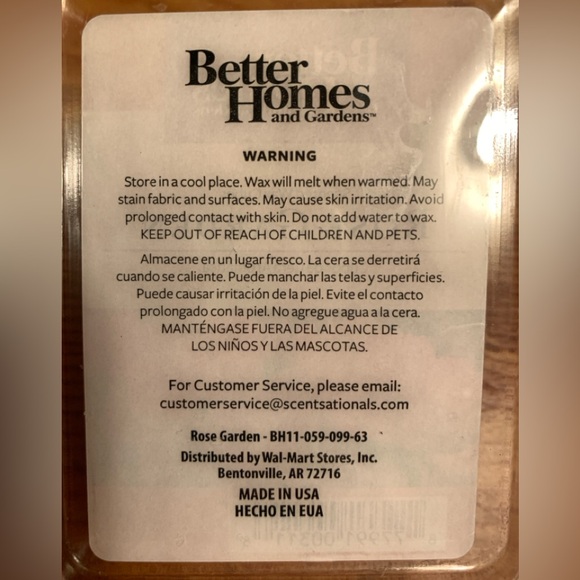 Better
Homes
and Gardens™
WARNING
Store in a cool place. Wax will melt when warmed. May
stain fabric and surfaces. May cause skin irritation. Avoid
prolonged contact with skin. Do not add water to wax.
KEEP OUT OF REACH OF CHILDREN AND PETS.
Almacene en un lugar fresco. La cera se derretirá
cuando se caliente. Puede manchar las telas y superficies.
Puede causar irritación de la piel. Evite el contacto
prolongado con la piel. No agregue agua a la cera.
MANTÉNGASE FUERA DEL ALCANCE DE
LOS NIÑOS Y LAS MASCOTAS.
For Customer Service, please email:
customerservice@scentsationals.com
Rose Garden - BH11-059-099-63
Distributed by Wal-Mart Stores, Inc.
Bentonville, AR 72716
MADE IN USA
HECHO EN EUA